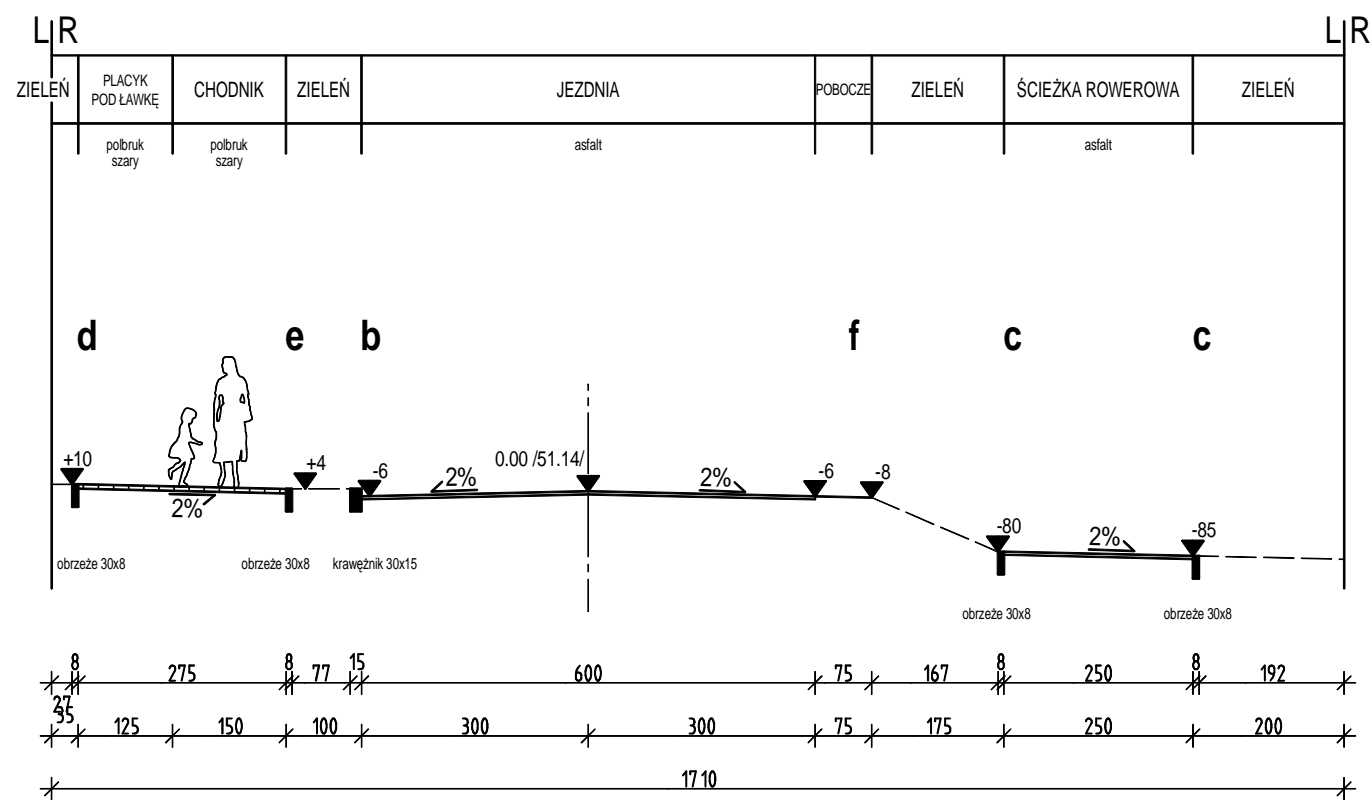 L R L R
ZIELEŃ PLACYK POD ŁAWKĘ CHODNIK ZIELEŃ JEZDNIA POBOCZE ZIELEŃ ŚCIEŻKA ROWEROWA ZIELEŃ
polbruk szary polbruk szary asfalt asfalt
d e b f c c
+10 +4 -6 0.00 /51.14/ -6 -8
2% 2% 2%
-80 2% -85
obrzeże 30x8 obrzeże 30x8 krawężnik 30x15
obrzeże 30x8 obrzeże 30x8
27 8 275 8 77 15 600 75 167 8 250 8 192
35 125 150 100 300 300 75 175 250 200
1710